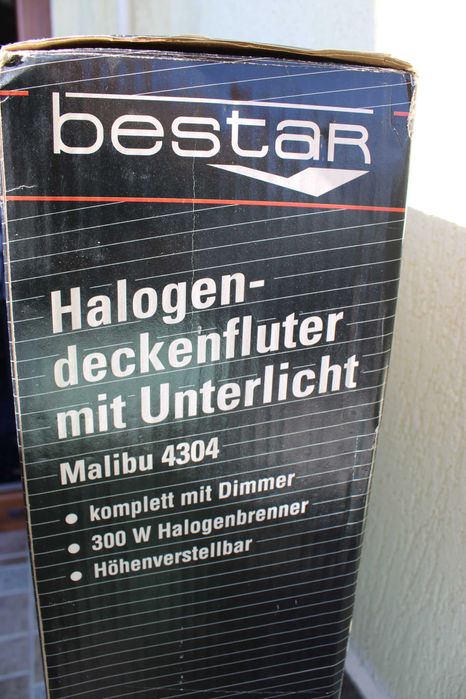 bestaR
Halogen-
deckenfluter
mit Unterlicht
Malibu 4304
• komplett mit Dimmer
• 300 W Halogenbrenner
• Höhenverstellbar